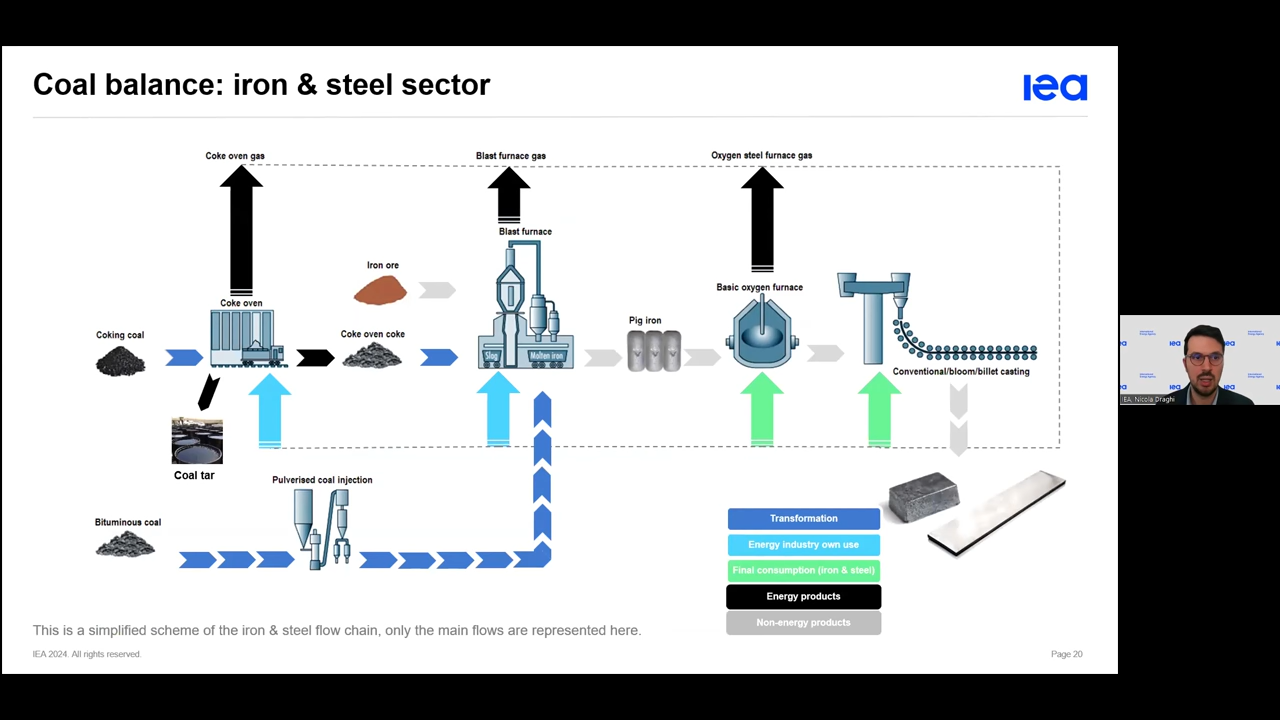 Coal balance: iron & steel sector
iea
Coke oven gas
Blast furnace gas
Oxygen steel furnace gas
Blast furnace
Iron ore
Basic oxygen furnace
Coke oven
Coking coal
Coke oven coke
Pig iron
Slag
Molten iron
Conventional/bloom/billet casting
Coal tar
Pulverised coal injection
Bituminous coal
Transformation
Energy industry own use
Final consumption (iron & steel)
Energy products
Non-energy products
This is a simplified scheme of the iron & steel flow chain, only the main flows are represented here.
IEA 2024. All rights reserved.
Page 20
iea
iea
iea
iea
IEA, Nicola Draghi